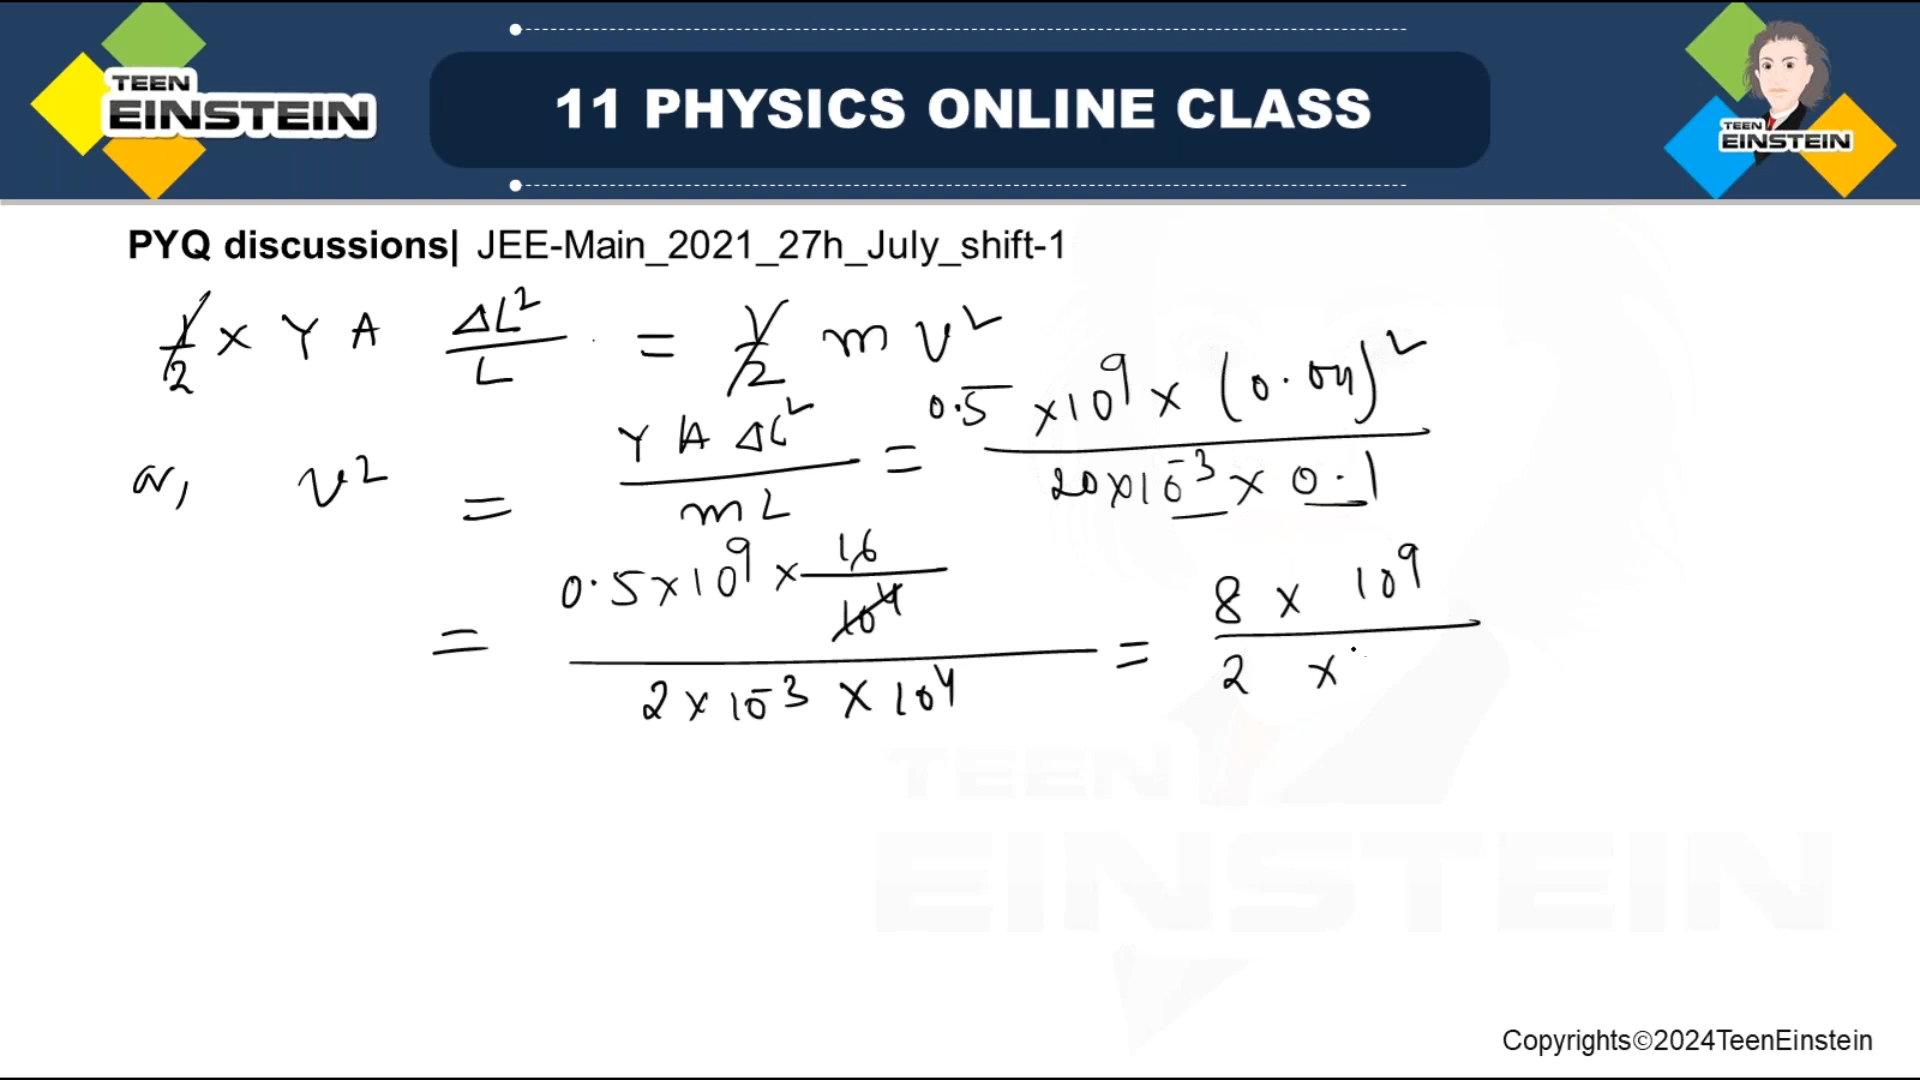 TEEN
EINSTEIN
11 PHYSICS ONLINE CLASS
TEEN
EINSTEIN
PYQ discussions| JEE-Main_2021_27h_July_shift-1
1/2 × Y A ΔL²/L = 1/2 m v²
or, v² = Y A ΔL²/mL = 0.5 × 10⁹ × (0.04)²/20×10⁻³ × 0.1
= 0.5 × 10⁹ × 16/10⁴/2 × 10⁻³ × 10⁴ = 8 × 10⁹/2 ×
TEEN
EINSTEIN
Copyrights©2024TeenEinstein